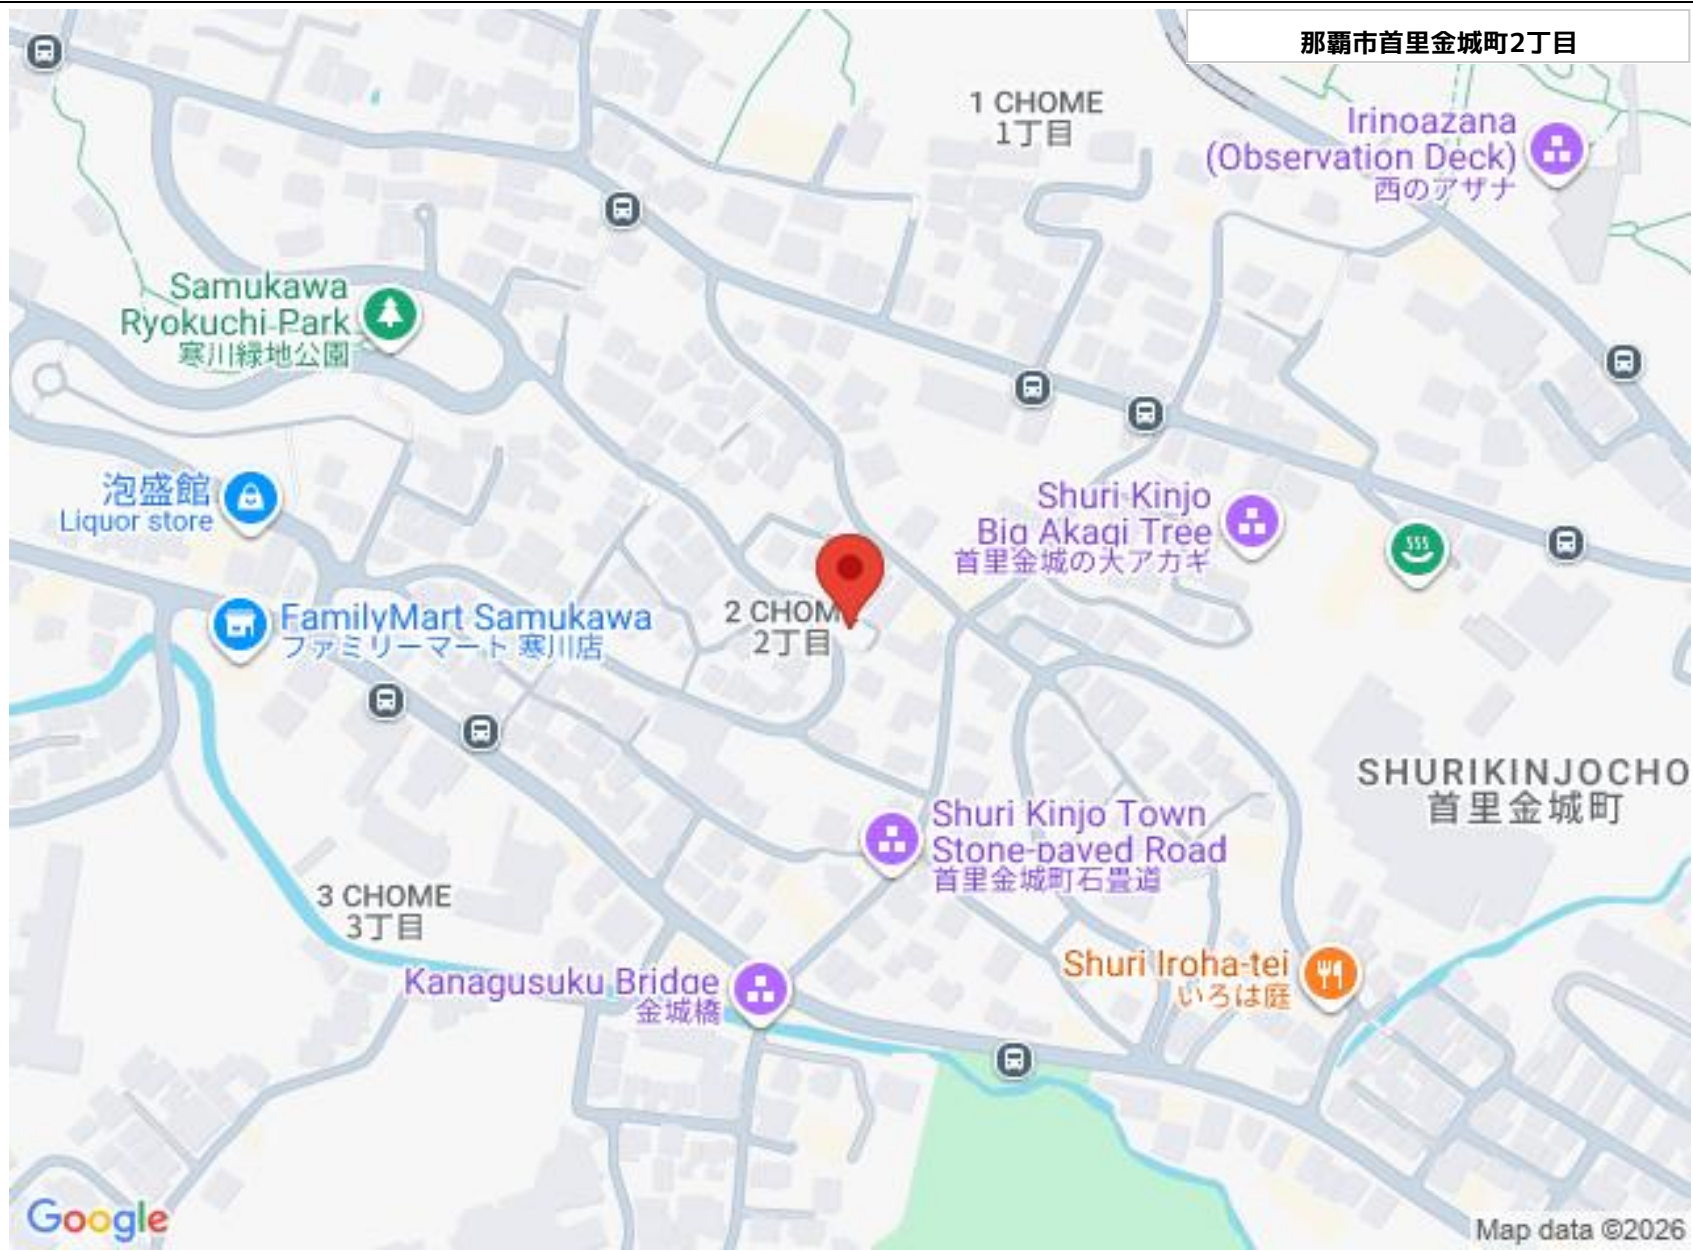 那覇市首里金城町2丁目
1 CHOME
1丁目
Irinoazana
(Observation Deck)
西のアザナ
Samukawa
Ryokuchi Park
寒川緑地公園
泡盛館
Liquor store
Shuri Kinjo
Big Akagi Tree
首里金城の大アカギ
FamilyMart Samukawa
ファミリーマート 寒川店
2 CHOM
2丁目
SHURIKINJOCHO
首里金城町
Shuri Kinjo Town
Stone-paved Road
首里金城町石畳道
3 CHOME
3丁目
Kanagusuku Bridge
金城橋
Shuri Iroha-tei
いろは庭
Google
Map data ©2026